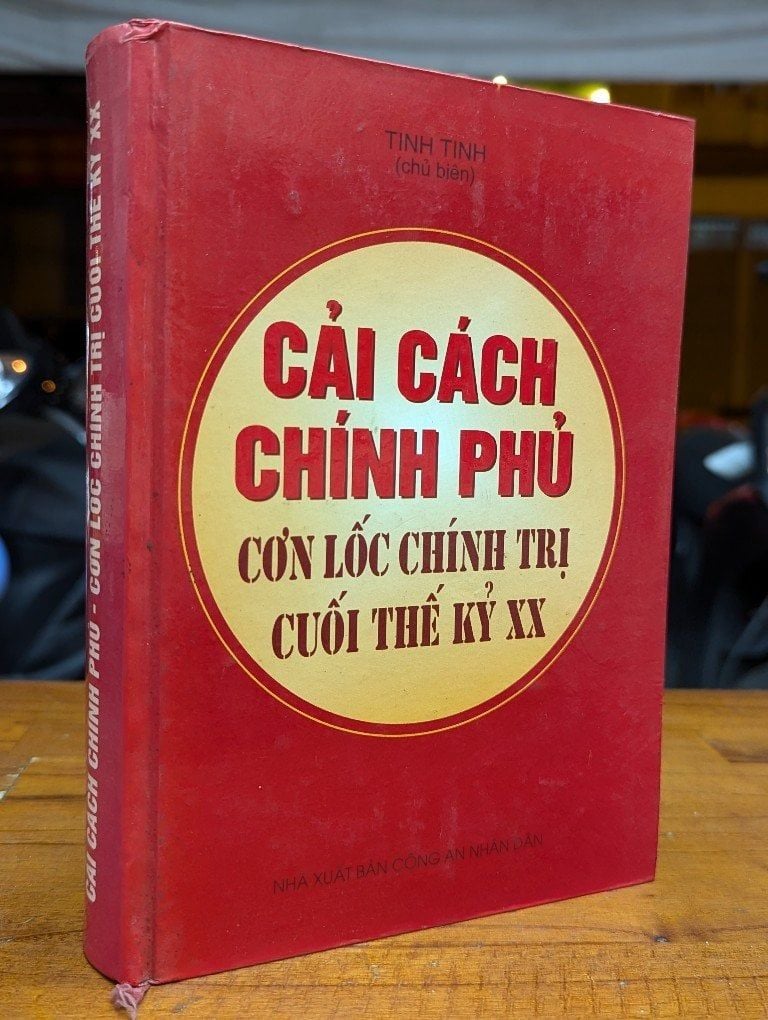 TINH TINH
(chủ biên)
CẢI CÁCH
CHÍNH PHỦ
CƠN LỐC CHÍNH TRỊ
CUỐI THẾ KỶ XX
NHÀ XUẤT BẢN CÔNG AN NHÂN DÂN
CẢI CÁCH CHÍNH PHỦ - CƠN LỐC CHÍNH TRỊ CUỐI THẾ KỶ XX